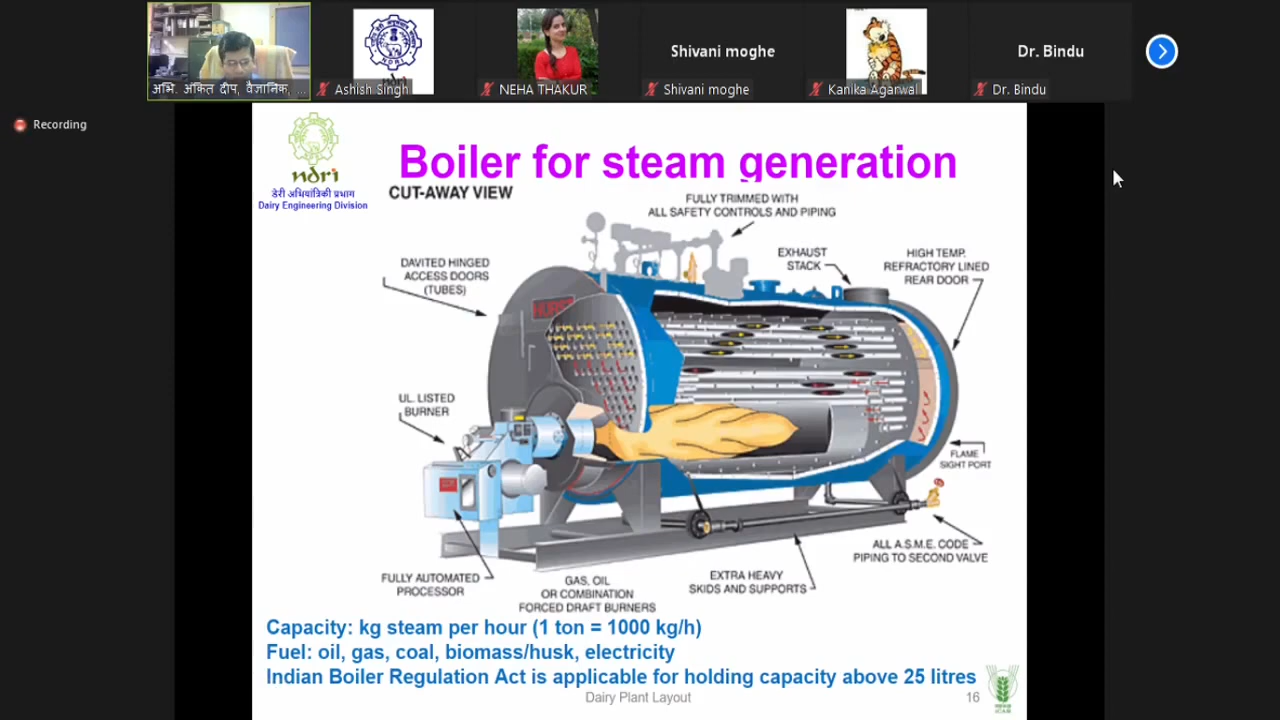 Shivani moghe
Dr. Bindu
अभि. अंकित दीप, वैज्ञानिक, ...
Ashish Singh
NEHA THAKUR
Shivani moghe
Kanika Agarwal
Dr. Bindu
Recording
ndri
डेरी अभियांत्रिकी प्रभाग
Dairy Engineering Division
Boiler for steam generation
CUT-AWAY VIEW
FULLY TRIMMED WITH
ALL SAFETY CONTROLS AND PIPING
DAVITED HINGED
ACCESS DOORS
(TUBES)
EXHAUST
STACK
HIGH TEMP.
REFRACTORY LINED
REAR DOOR
HURST
UL. LISTED
BURNER
FLAME
SIGHT PORT
ALL A.S.M.E. CODE
PIPING TO SECOND VALVE
FULLY AUTOMATED
PROCESSOR
GAS, OIL
OR COMBINATION
FORCED DRAFT BURNERS
EXTRA HEAVY
SKIDS AND SUPPORTS
Capacity: kg steam per hour (1 ton = 1000 kg/h)
Fuel: oil, gas, coal, biomass/husk, electricity
Indian Boiler Regulation Act is applicable for holding capacity above 25 litres
Dairy Plant Layout
16